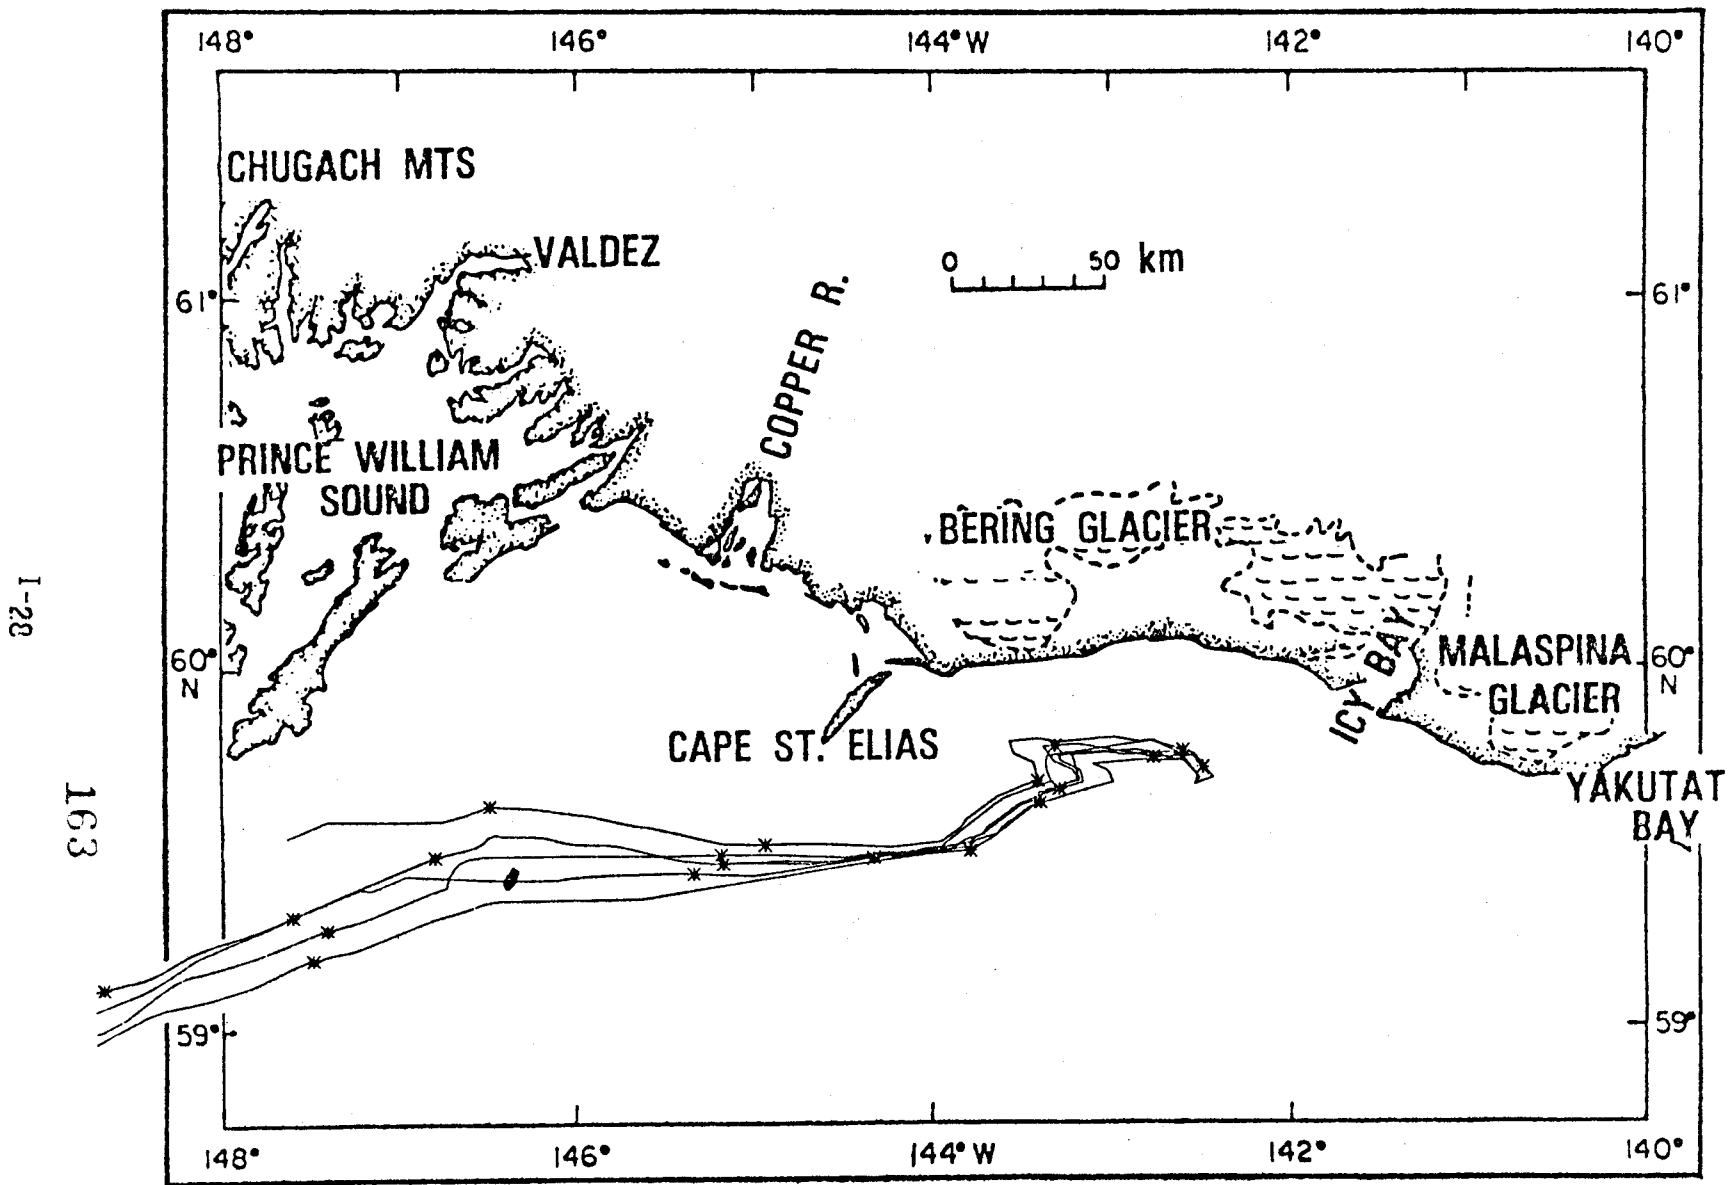 148° 146° 144°W 142° 140°
CHUGACH MTS
VALDEZ
0 50 km
61° 61°
COPPER R.
PRINCE WILLIAM
SOUND
BERING GLACIER
I-28
60° 60°
N N
ICY BAY
MALASPINA
GLACIER
CAPE ST. ELIAS
YAKUTAT
BAY
163
59° 59°
148° 146° 144°W 142° 140°